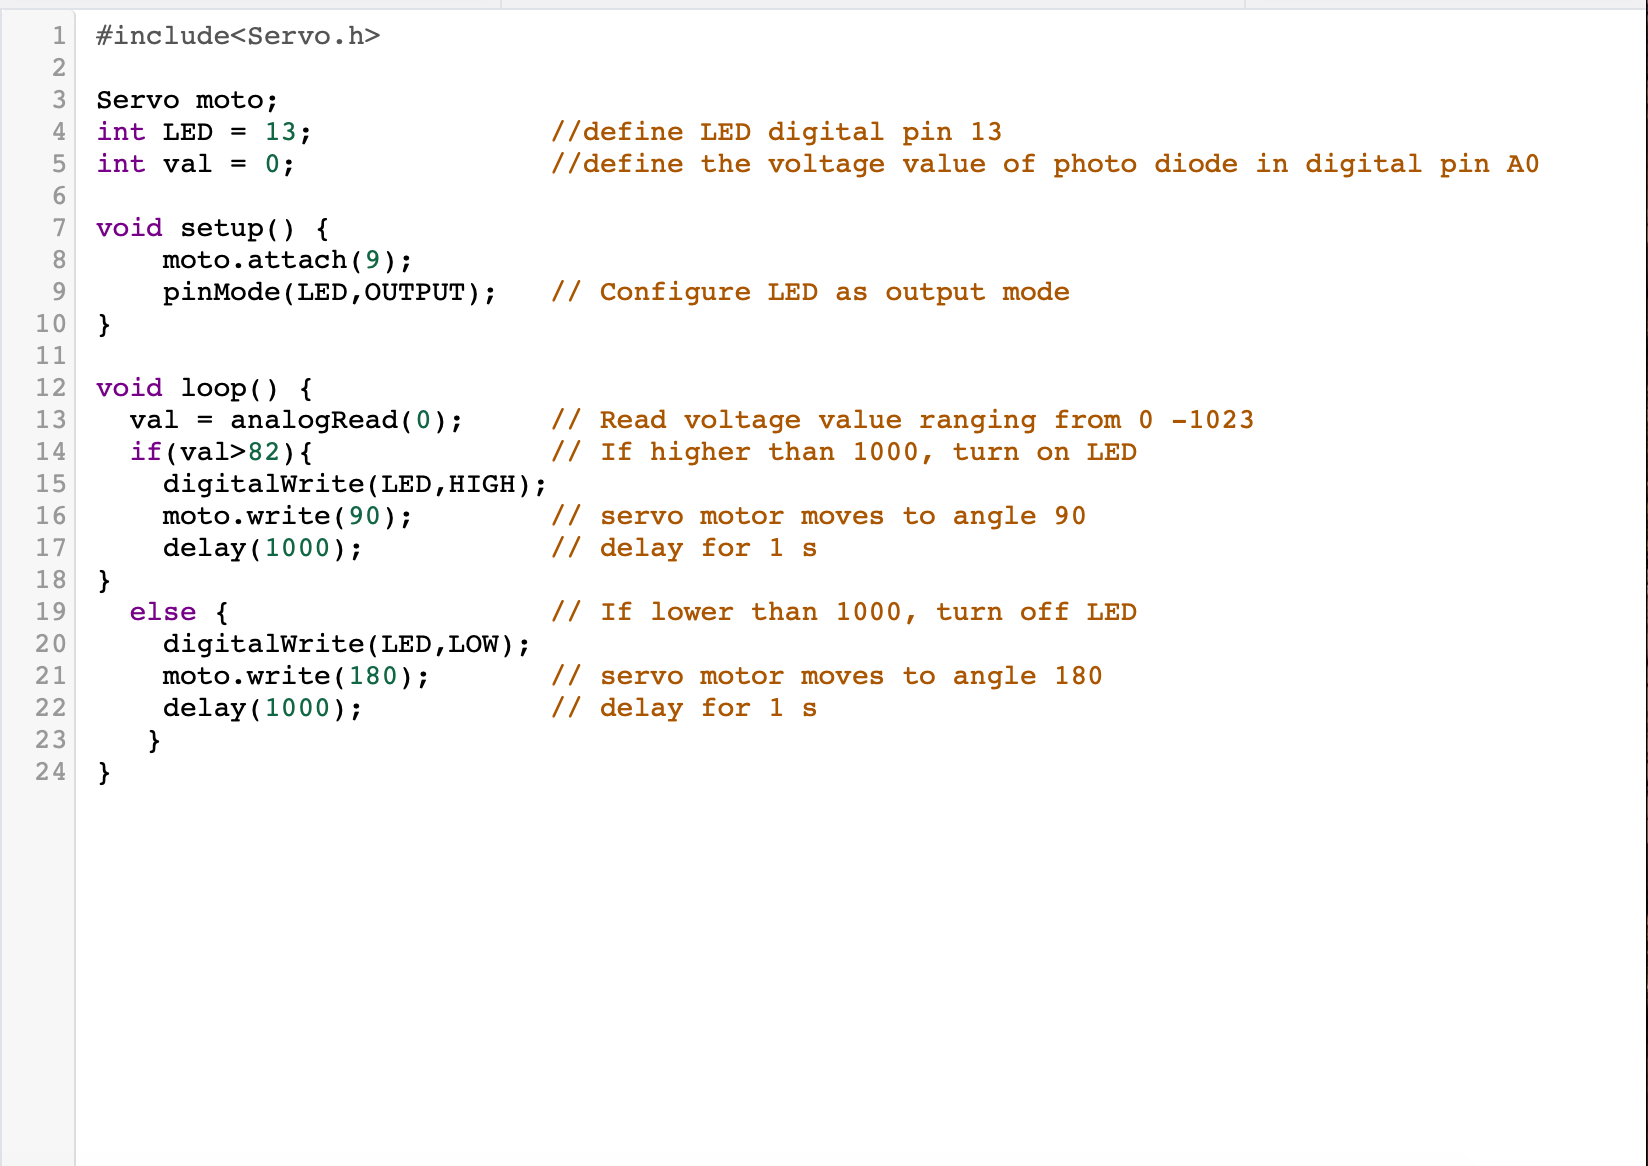 1 #include<Servo.h>
2
3 Servo moto;
4 int LED = 13; //define LED digital pin 13
5 int val = 0; //define the voltage value of photo diode in digital pin A0
6
7 void setup() {
8 moto.attach(9);
9 pinMode(LED,OUTPUT); // Configure LED as output mode
10 }
11
12 void loop() {
13 val = analogRead(0); // Read voltage value ranging from 0 -1023
14 if(val>82){ // If higher than 1000, turn on LED
15 digitalWrite(LED,HIGH);
16 moto.write(90); // servo motor moves to angle 90
17 delay(1000); // delay for 1 s
18 }
19 else { // If lower than 1000, turn off LED
20 digitalWrite(LED,LOW);
21 moto.write(180); // servo motor moves to angle 180
22 delay(1000); // delay for 1 s
23 }
24 }